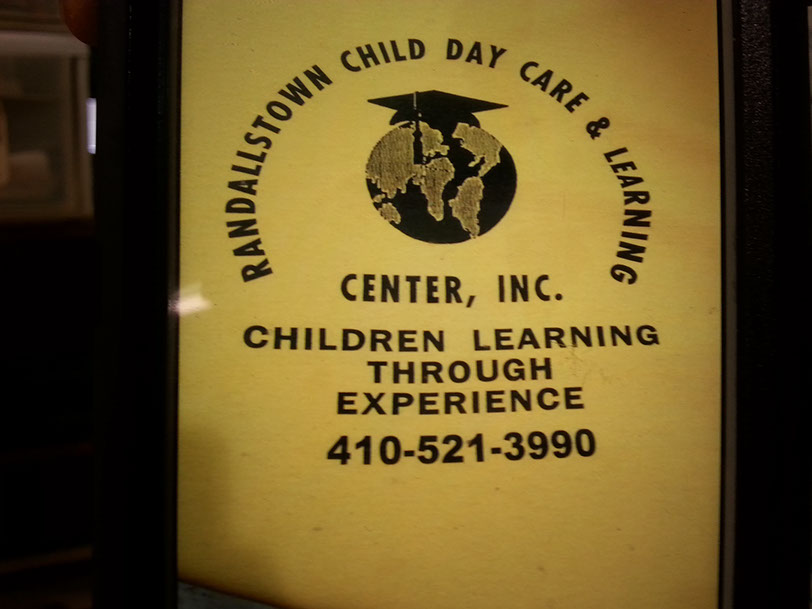 RANDALLSTOWN CHILD DAY CARE & LEARNING
CENTER, INC.
CHILDREN LEARNING
THROUGH
EXPERIENCE
410-521-3990